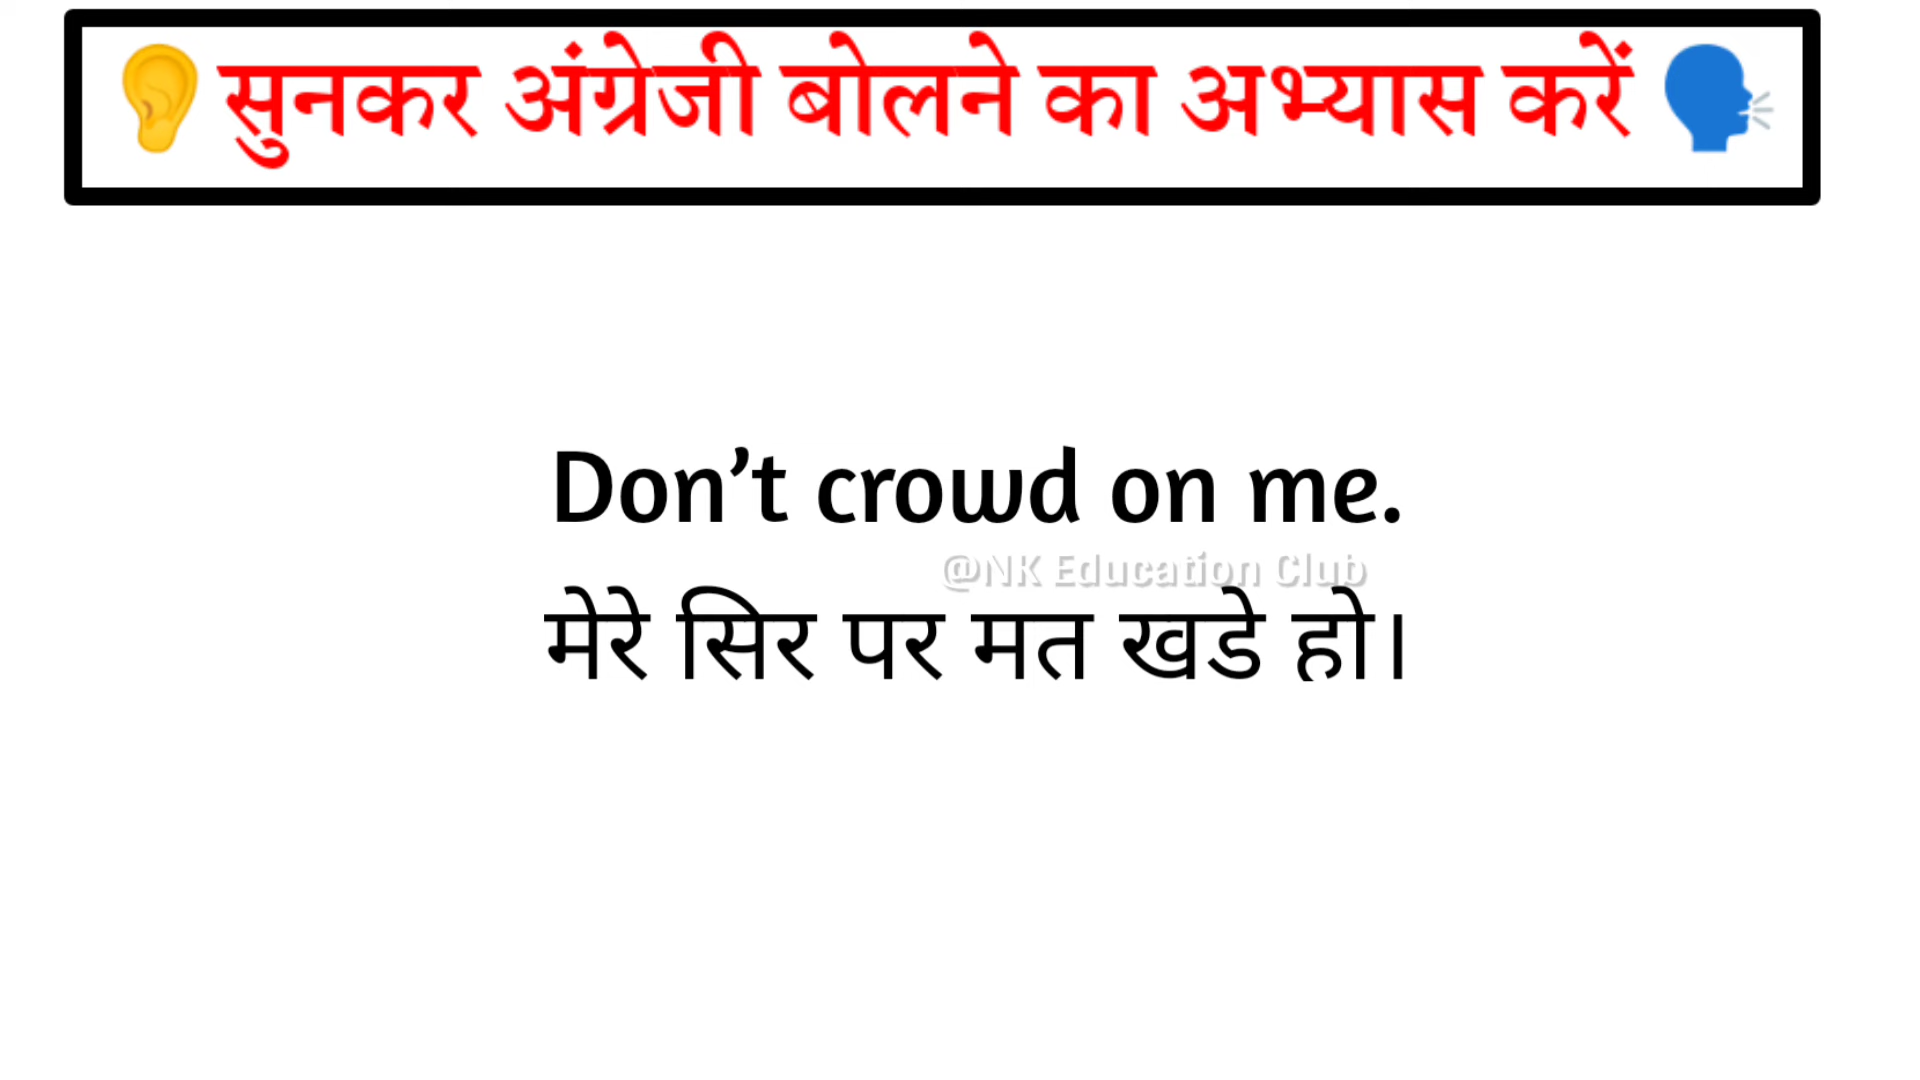 सुनकर अंग्रेजी बोलने का अभ्यास करें
Don’t crowd on me.
@NK Education Club
मेरे सिर पर मत खडे हो।